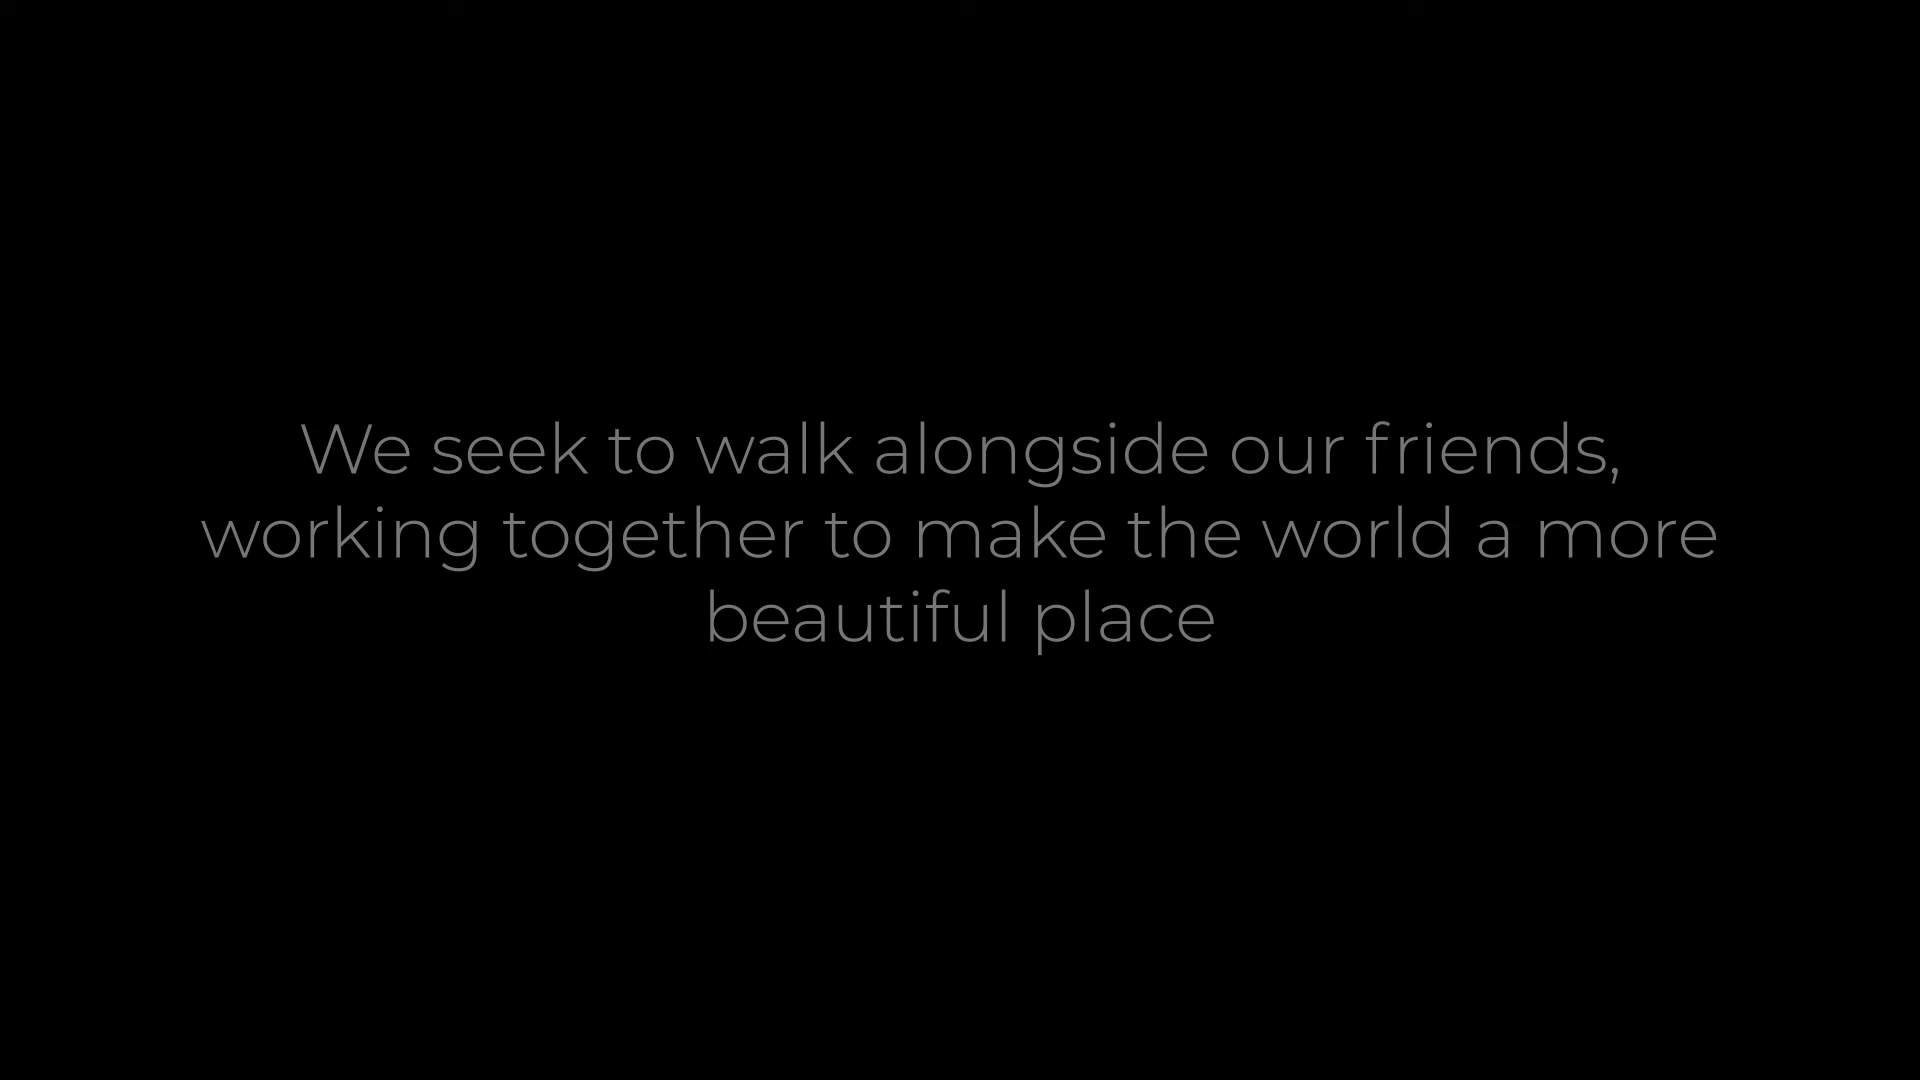 We seek to walk alongside our friends,
working together to make the world a more
beautiful place